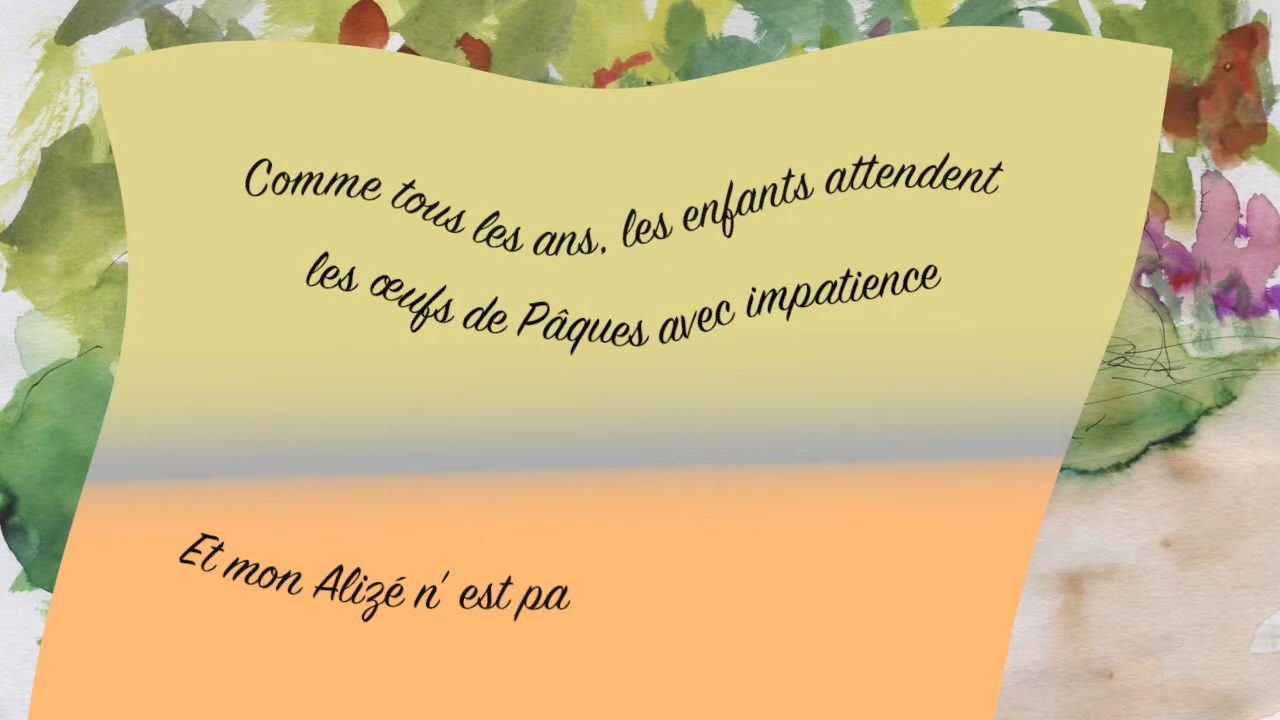 Comme tous les ans, les enfants attendent
les œufs de Pâques avec impatience
Et mon Alizé n' est pa